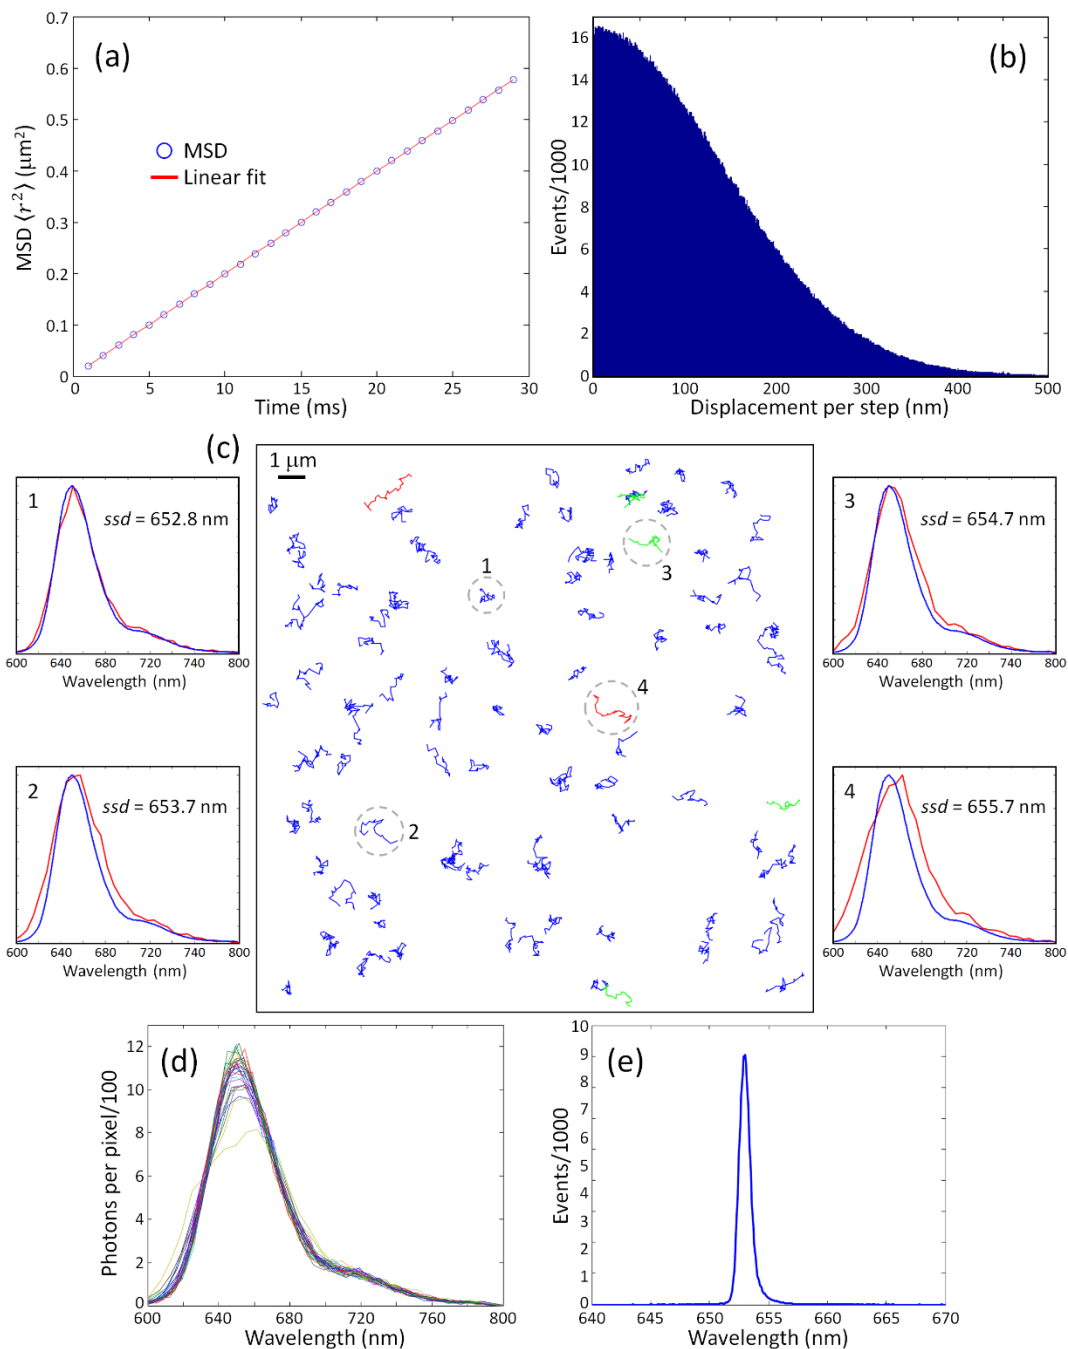 (a)
MSD ⟨r²⟩ (μm²)
0.7
0.6
0.5
0.4
0.3
0.2
0.1
0
MSD
Linear fit
0 5 10 15 20 25 30
Time (ms)
(b)
Events/1000
16
14
12
10
8
6
4
2
0
0 100 200 300 400 500
Displacement per step (nm)
(c)
1 μm
1
2
3
4
1
ssd = 652.8 nm
600 640 680 720 760 800
Wavelength (nm)
2
ssd = 653.7 nm
600 640 680 720 760 800
Wavelength (nm)
3
ssd = 654.7 nm
600 640 680 720 760 800
Wavelength (nm)
4
ssd = 655.7 nm
600 640 680 720 760 800
Wavelength (nm)
(d)
Photons per pixel/100
12
10
8
6
4
2
0
600 640 680 720 760 800
Wavelength (nm)
(e)
Events/1000
10
9
8
7
6
5
4
3
2
1
0
640 645 650 655 660 665 670
Wavelength (nm)